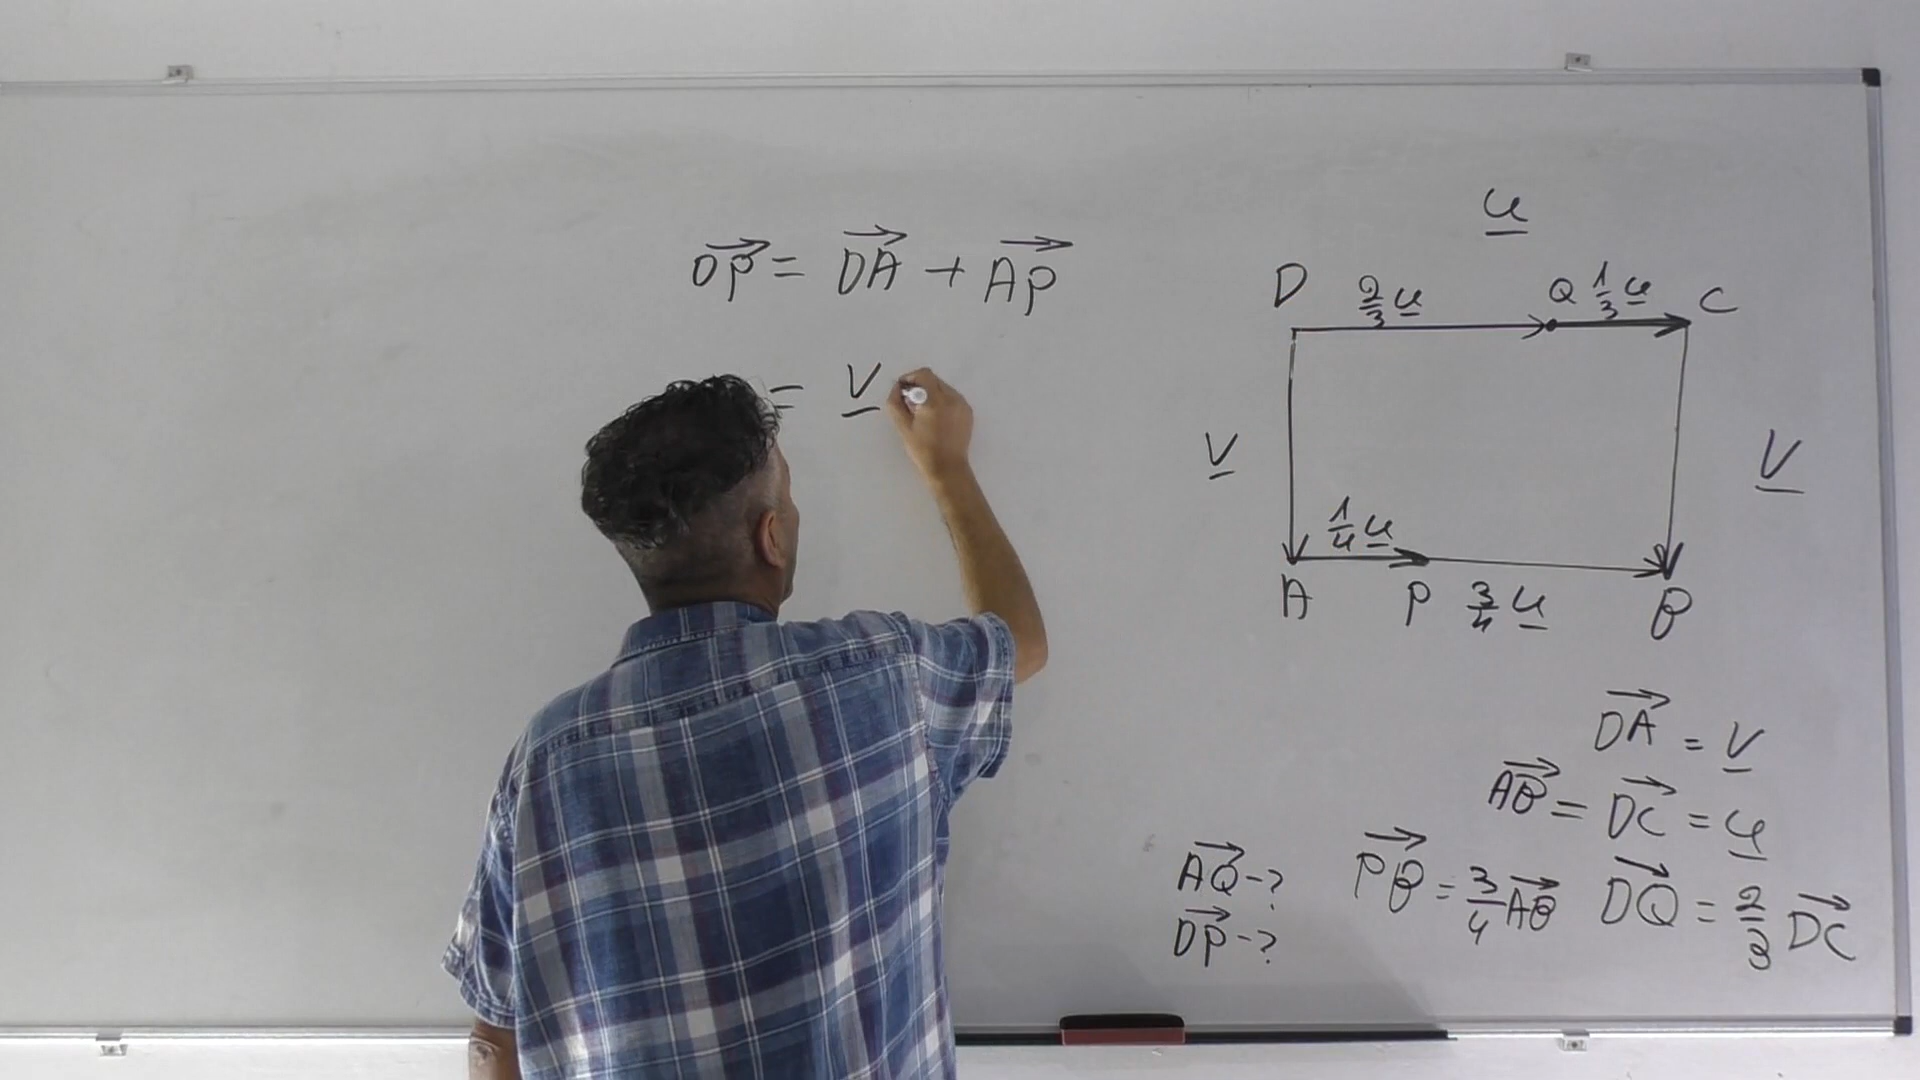 DP = DA + AP
= v
u
D 2/3 u Q 1/3 u C
v v
1/4 u
A P 3/4 u B
DA = v
AB = DC = u
AQ - ? PB = 3/4 AB DQ = 2/3 DC
DP - ?